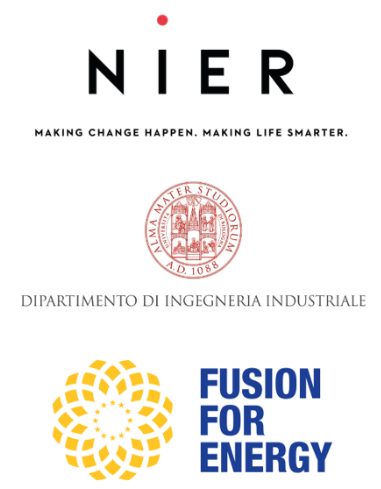 NiER
MAKING CHANGE HAPPEN. MAKING LIFE SMARTER.
ALMA MATER STUDIORUM
A.D. 1088
DIPARTIMENTO DI INGEGNERIA INDUSTRIALE
FUSION
FOR
ENERGY